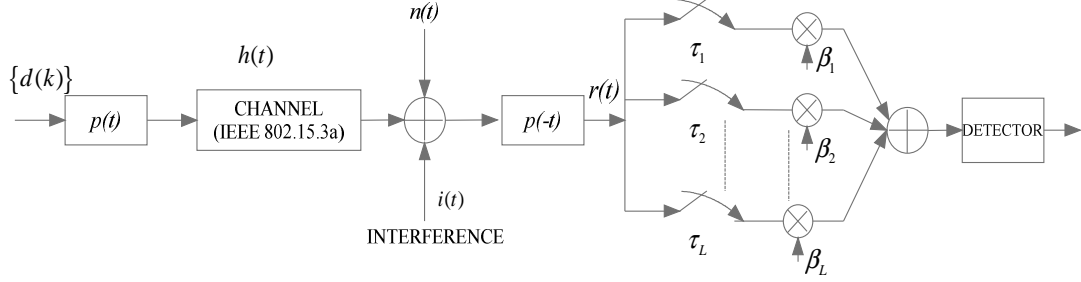 {d(k)}
p(t)
h(t)
CHANNEL
(IEEE 802.15.3a)
n(t)
i(t)
INTERFERENCE
p(-t)
r(t)
τ1
β1
τ2
β2
τL
βL
DETECTOR